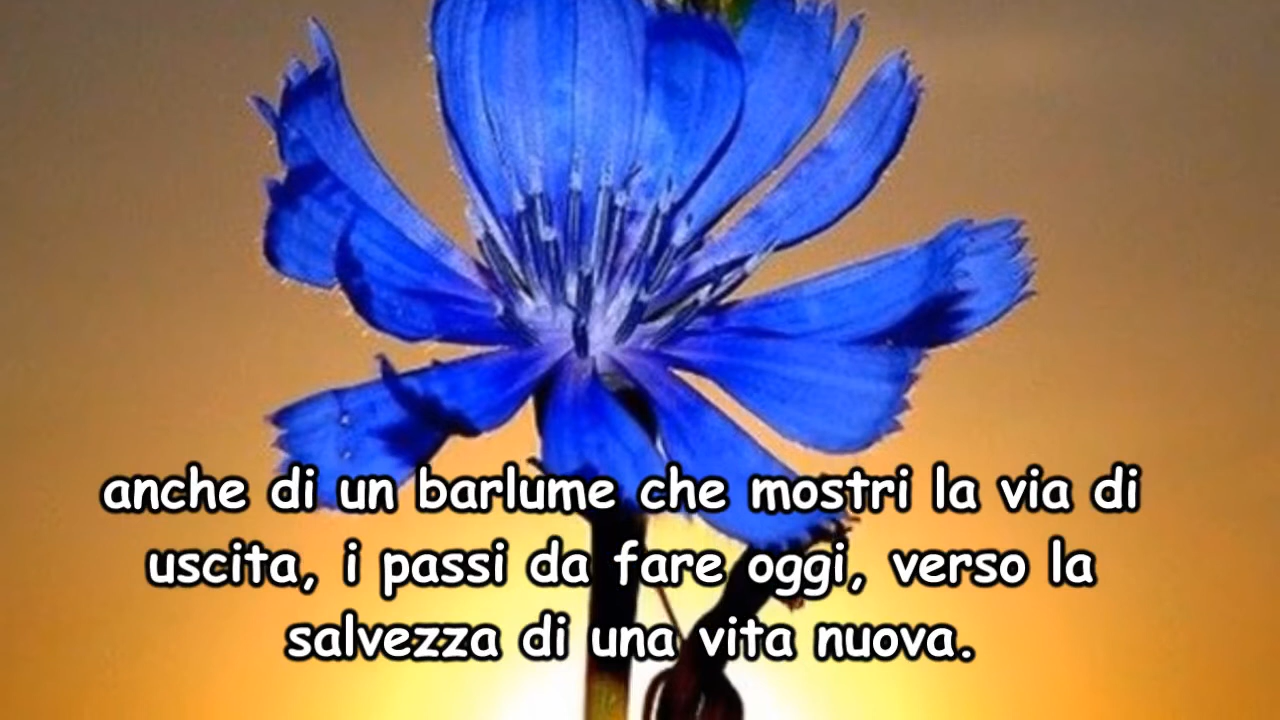 anche di un barlume che mostri la via di
uscita, i passi da fare oggi, verso la
salvezza di una vita nuova.